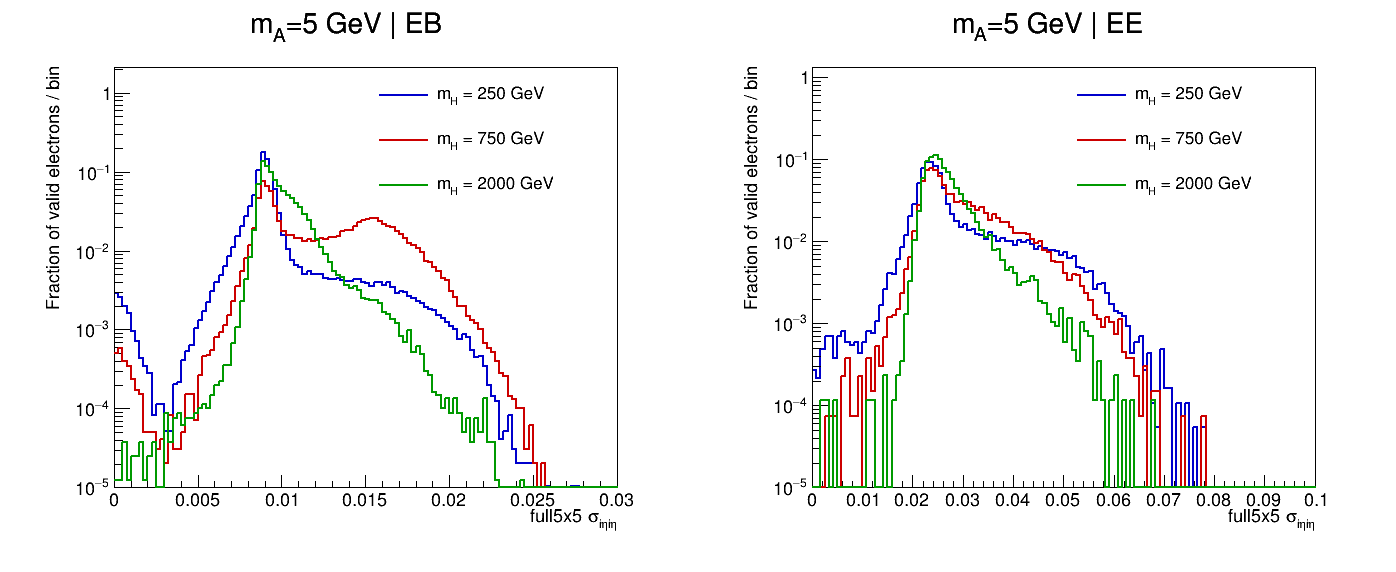 m_A=5 GeV | EB
Fraction of valid electrons / bin
m_H = 250 GeV
m_H = 750 GeV
m_H = 2000 GeV
1
10⁻¹
10⁻²
10⁻³
10⁻⁴
10⁻⁵
0 0.005 0.01 0.015 0.02 0.025 0.03
full5x5 σ_iηiη
m_A=5 GeV | EE
Fraction of valid electrons / bin
m_H = 250 GeV
m_H = 750 GeV
m_H = 2000 GeV
1
10⁻¹
10⁻²
10⁻³
10⁻⁴
10⁻⁵
0 0.01 0.02 0.03 0.04 0.05 0.06 0.07 0.08 0.09 0.1
full5x5 σ_iηiη